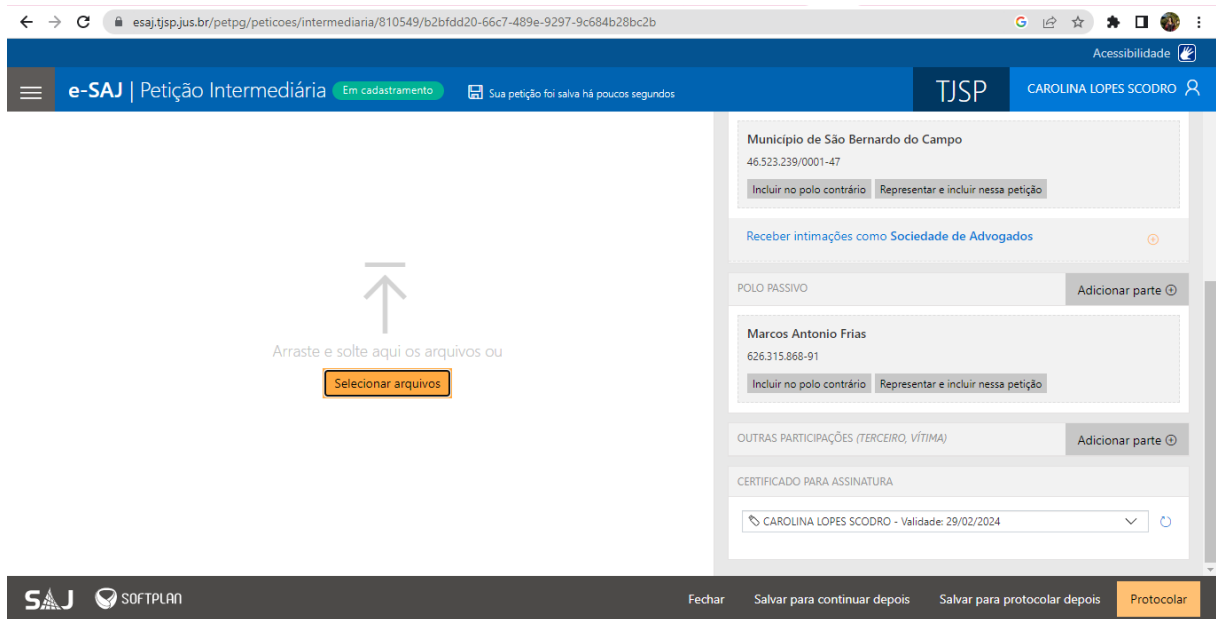 esaj.tjsp.jus.br/petpg/peticoes/intermediaria/810549/b2bfdd20-66c7-489e-9297-9c684b28bc2b
Acessibilidade
e-SAJ | Petição Intermediária Em cadastramento Sua petição foi salva há poucos segundos TJSP CAROLINA LOPES SCODRO
Arraste e solte aqui os arquivos ou
Selecionar arquivos
Município de São Bernardo do Campo
46.523.239/0001-47
Incluir no polo contrário Representar e incluir nessa petição
Receber intimações como Sociedade de Advogados
POLO PASSIVO Adicionar parte
Marcos Antonio Frias
626.315.868-91
Incluir no polo contrário Representar e incluir nessa petição
OUTRAS PARTICIPAÇÕES (TERCEIRO, VÍTIMA) Adicionar parte
CERTIFICADO PARA ASSINATURA
CAROLINA LOPES SCODRO - Validade: 29/02/2024
SAJ SOFTPLAN Fechar Salvar para continuar depois Salvar para protocolar depois Protocolar